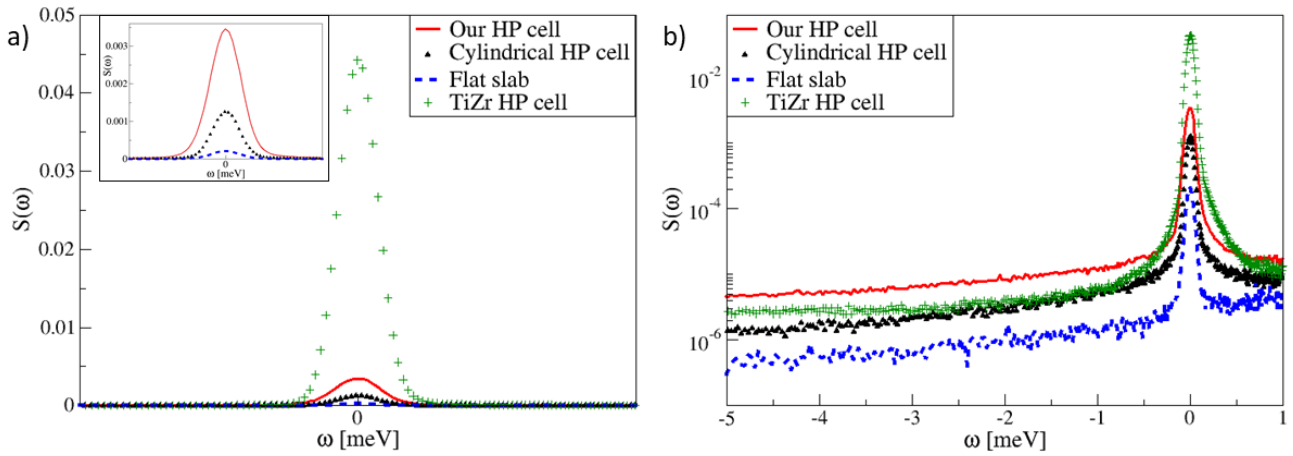 a)
0.05
0.04
0.03
0.02
0.01
0
S(ω)
0
ω [meV]
0.003
0.002
0.001
0
S(ω)
0
ω [meV]
Our HP cell
Cylindrical HP cell
Flat slab
TiZr HP cell
b)
10⁻²
10⁻⁴
10⁻⁶
S(ω)
-5 -4 -3 -2 -1 0 1
ω [meV]
Our HP cell
Cylindrical HP cell
Flat slab
TiZr HP cell